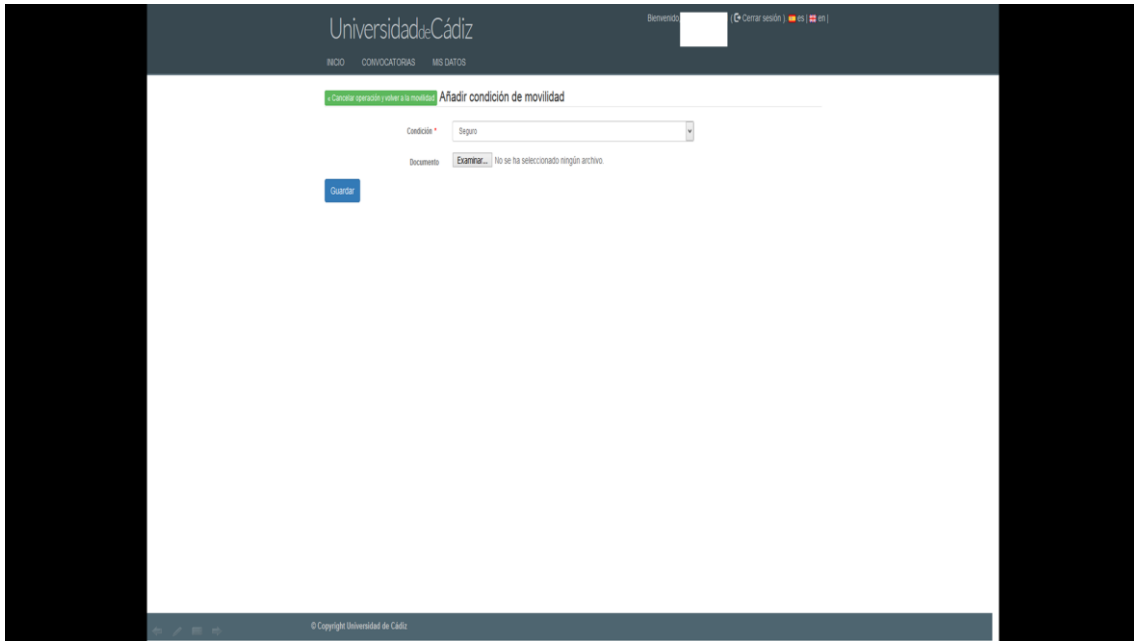 UniversidaddeCádiz
Bienvenido, ( Cerrar sesión ) es | en |
INICIO CONVOCATORIAS MIS DATOS
« Cancelar operación y volver a la movilidad Añadir condición de movilidad
Condición * Seguro
Documento Examinar... No se ha seleccionado ningún archivo.
Guardar
© Copyright Universidad de Cádiz